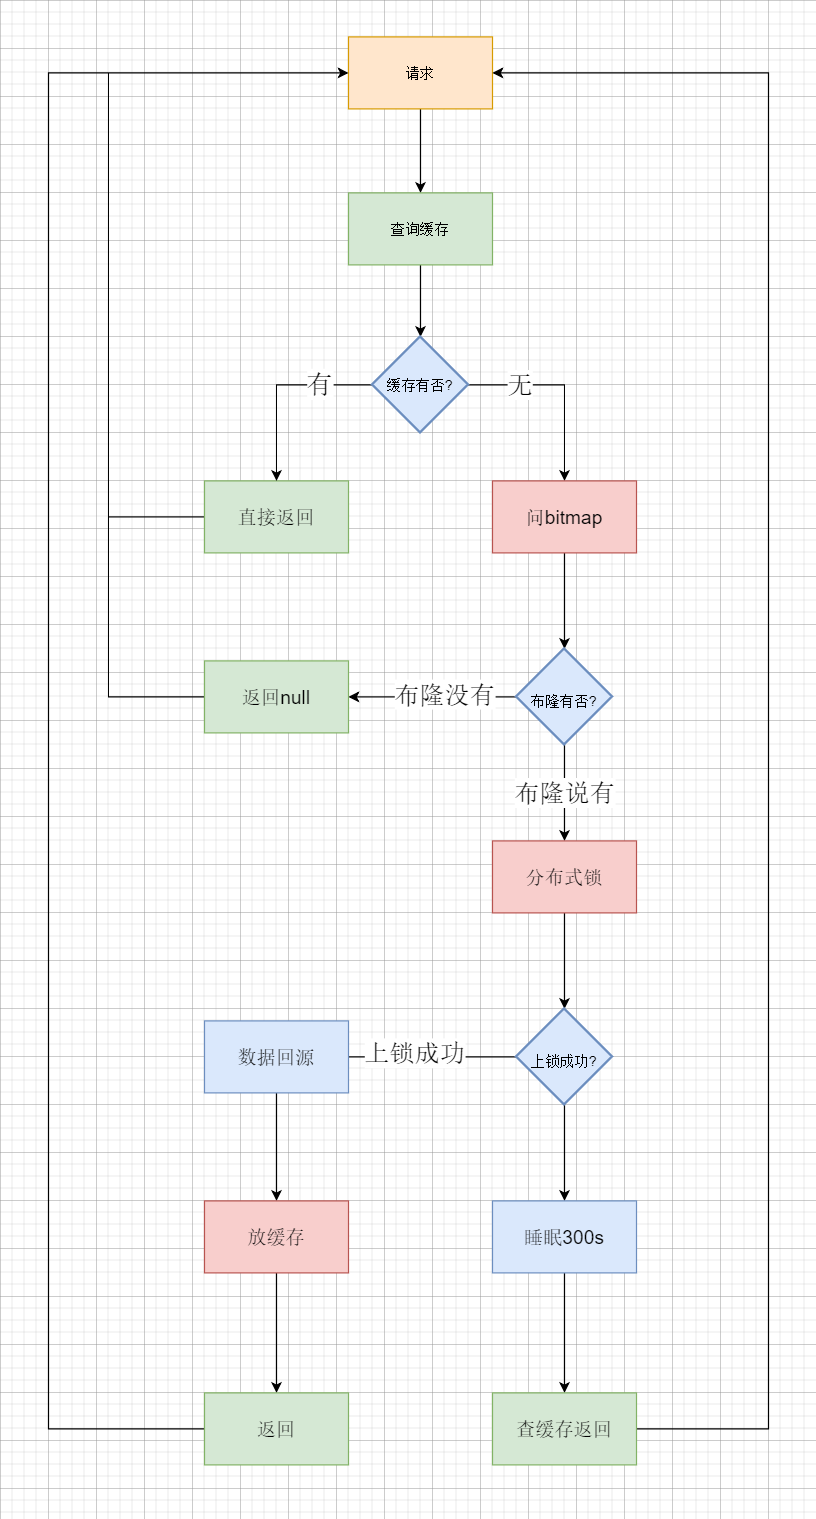 请求
查询缓存
缓存有否?
有
无
直接返回
问bitmap
返回null
布隆没有
布隆有否?
布隆说有
分布式锁
数据回源
上锁成功
上锁成功?
放缓存
睡眠300s
返回
查缓存返回